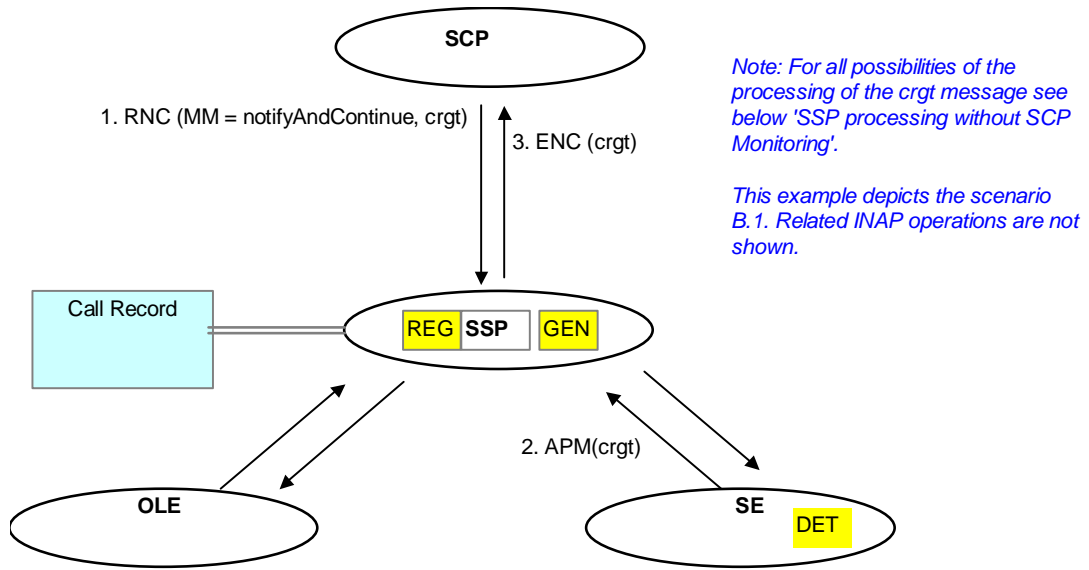 SCP
Note: For all possibilities of the
processing of the crgt message see
below 'SSP processing without SCP
Monitoring'.
This example depicts the scenario
B.1. Related INAP operations are not
shown.
1. RNC (MM = notifyAndContinue, crgt)
3. ENC (crgt)
Call Record
REG SSP GEN
2. APM(crgt)
OLE
SE
DET